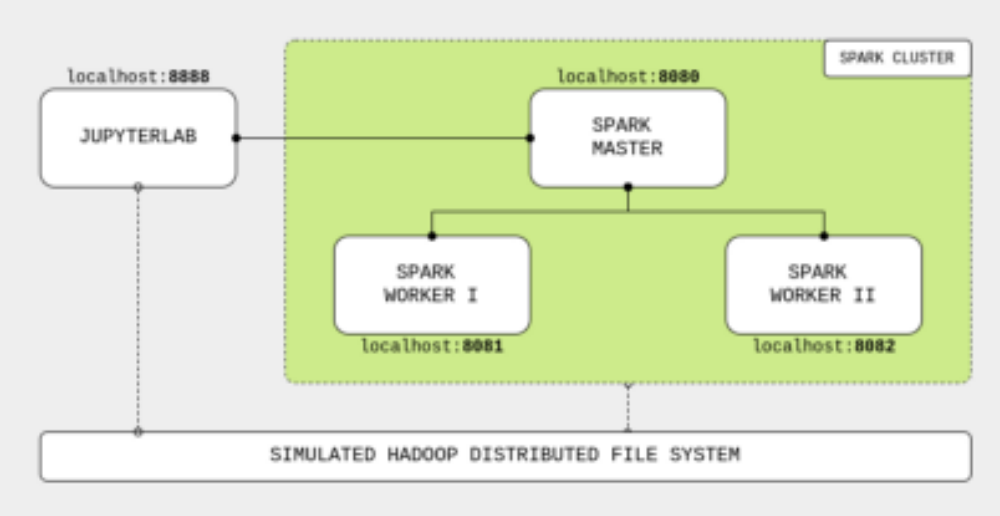 SPARK CLUSTER
localhost:8888
localhost:8080
JUPYTERLAB
SPARK
MASTER
SPARK
WORKER I
SPARK
WORKER II
localhost:8081
localhost:8082
SIMULATED HADOOP DISTRIBUTED FILE SYSTEM